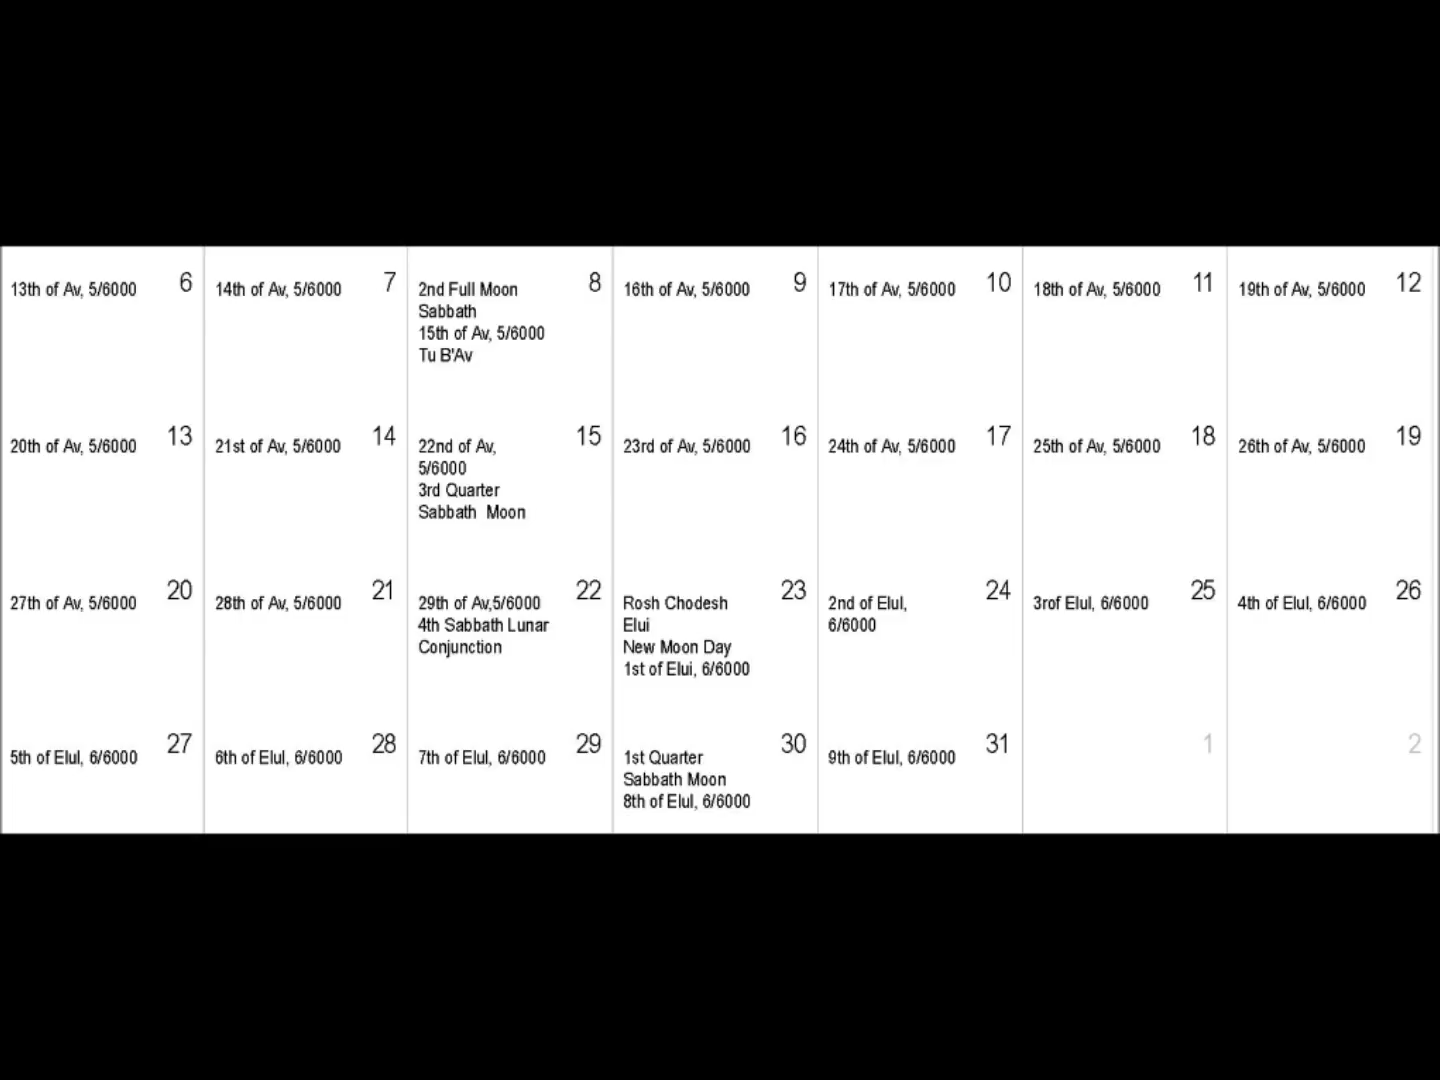 13th of Av, 5/6000 6
14th of Av, 5/6000 7
2nd Full Moon 8
Sabbath
15th of Av, 5/6000
Tu B'Av
16th of Av, 5/6000 9
17th of Av, 5/6000 10
18th of Av, 5/6000 11
19th of Av, 5/6000 12
20th of Av, 5/6000 13
21st of Av, 5/6000 14
22nd of Av, 15
5/6000
3rd Quarter
Sabbath Moon
23rd of Av, 5/6000 16
24th of Av, 5/6000 17
25th of Av, 5/6000 18
26th of Av, 5/6000 19
27th of Av, 5/6000 20
28th of Av, 5/6000 21
29th of Av,5/6000 22
4th Sabbath Lunar
Conjunction
Rosh Chodesh 23
Elui
New Moon Day
1st of Elui, 6/6000
2nd of Elul, 24
6/6000
3rof Elul, 6/6000 25
4th of Elul, 6/6000 26
5th of Elul, 6/6000 27
6th of Elul, 6/6000 28
7th of Elul, 6/6000 29
1st Quarter 30
Sabbath Moon
8th of Elul, 6/6000
9th of Elul, 6/6000 31
1
2